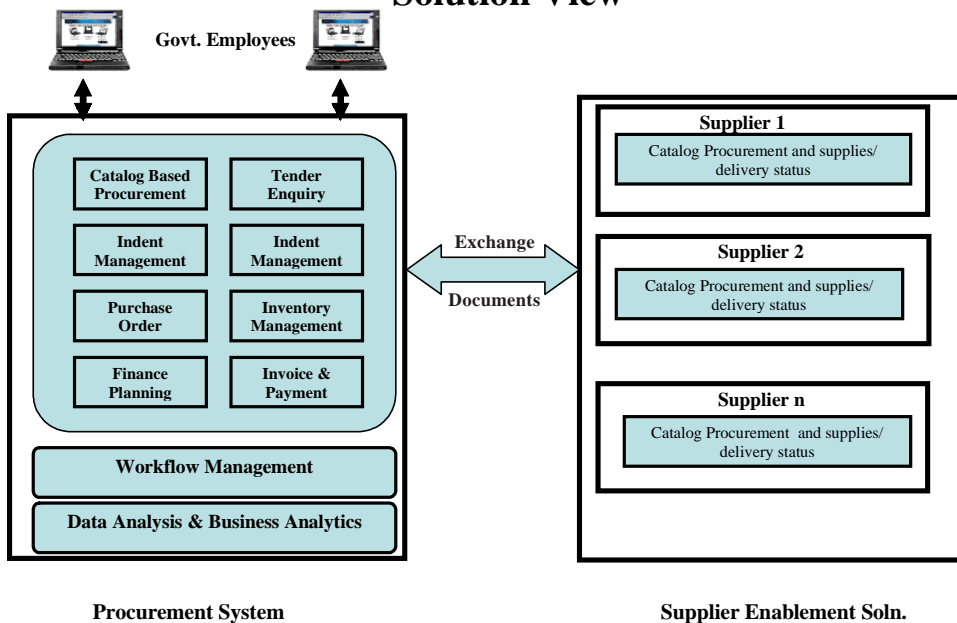 Solution View
Govt. Employees
Catalog Based
Procurement
Tender
Enquiry
Indent
Management
Indent
Management
Purchase
Order
Inventory
Management
Finance
Planning
Invoice &
Payment
Workflow Management
Data Analysis & Business Analytics
Exchange
Documents
Supplier 1
Catalog Procurement and supplies/
delivery status
Supplier 2
Catalog Procurement and supplies/
delivery status
Supplier n
Catalog Procurement and supplies/
delivery status
Procurement System
Supplier Enablement Soln.